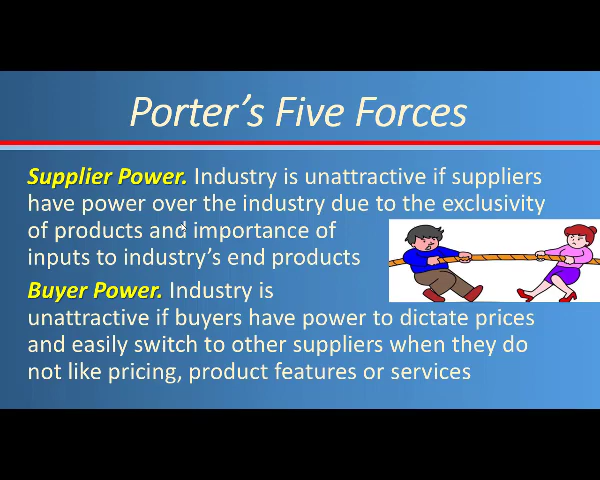 Porter's Five Forces
Supplier Power. Industry is unattractive if suppliers
have power over the industry due to the exclusivity
of products and importance of
inputs to industry's end products
Buyer Power. Industry is
unattractive if buyers have power to dictate prices
and easily switch to other suppliers when they do
not like pricing, product features or services